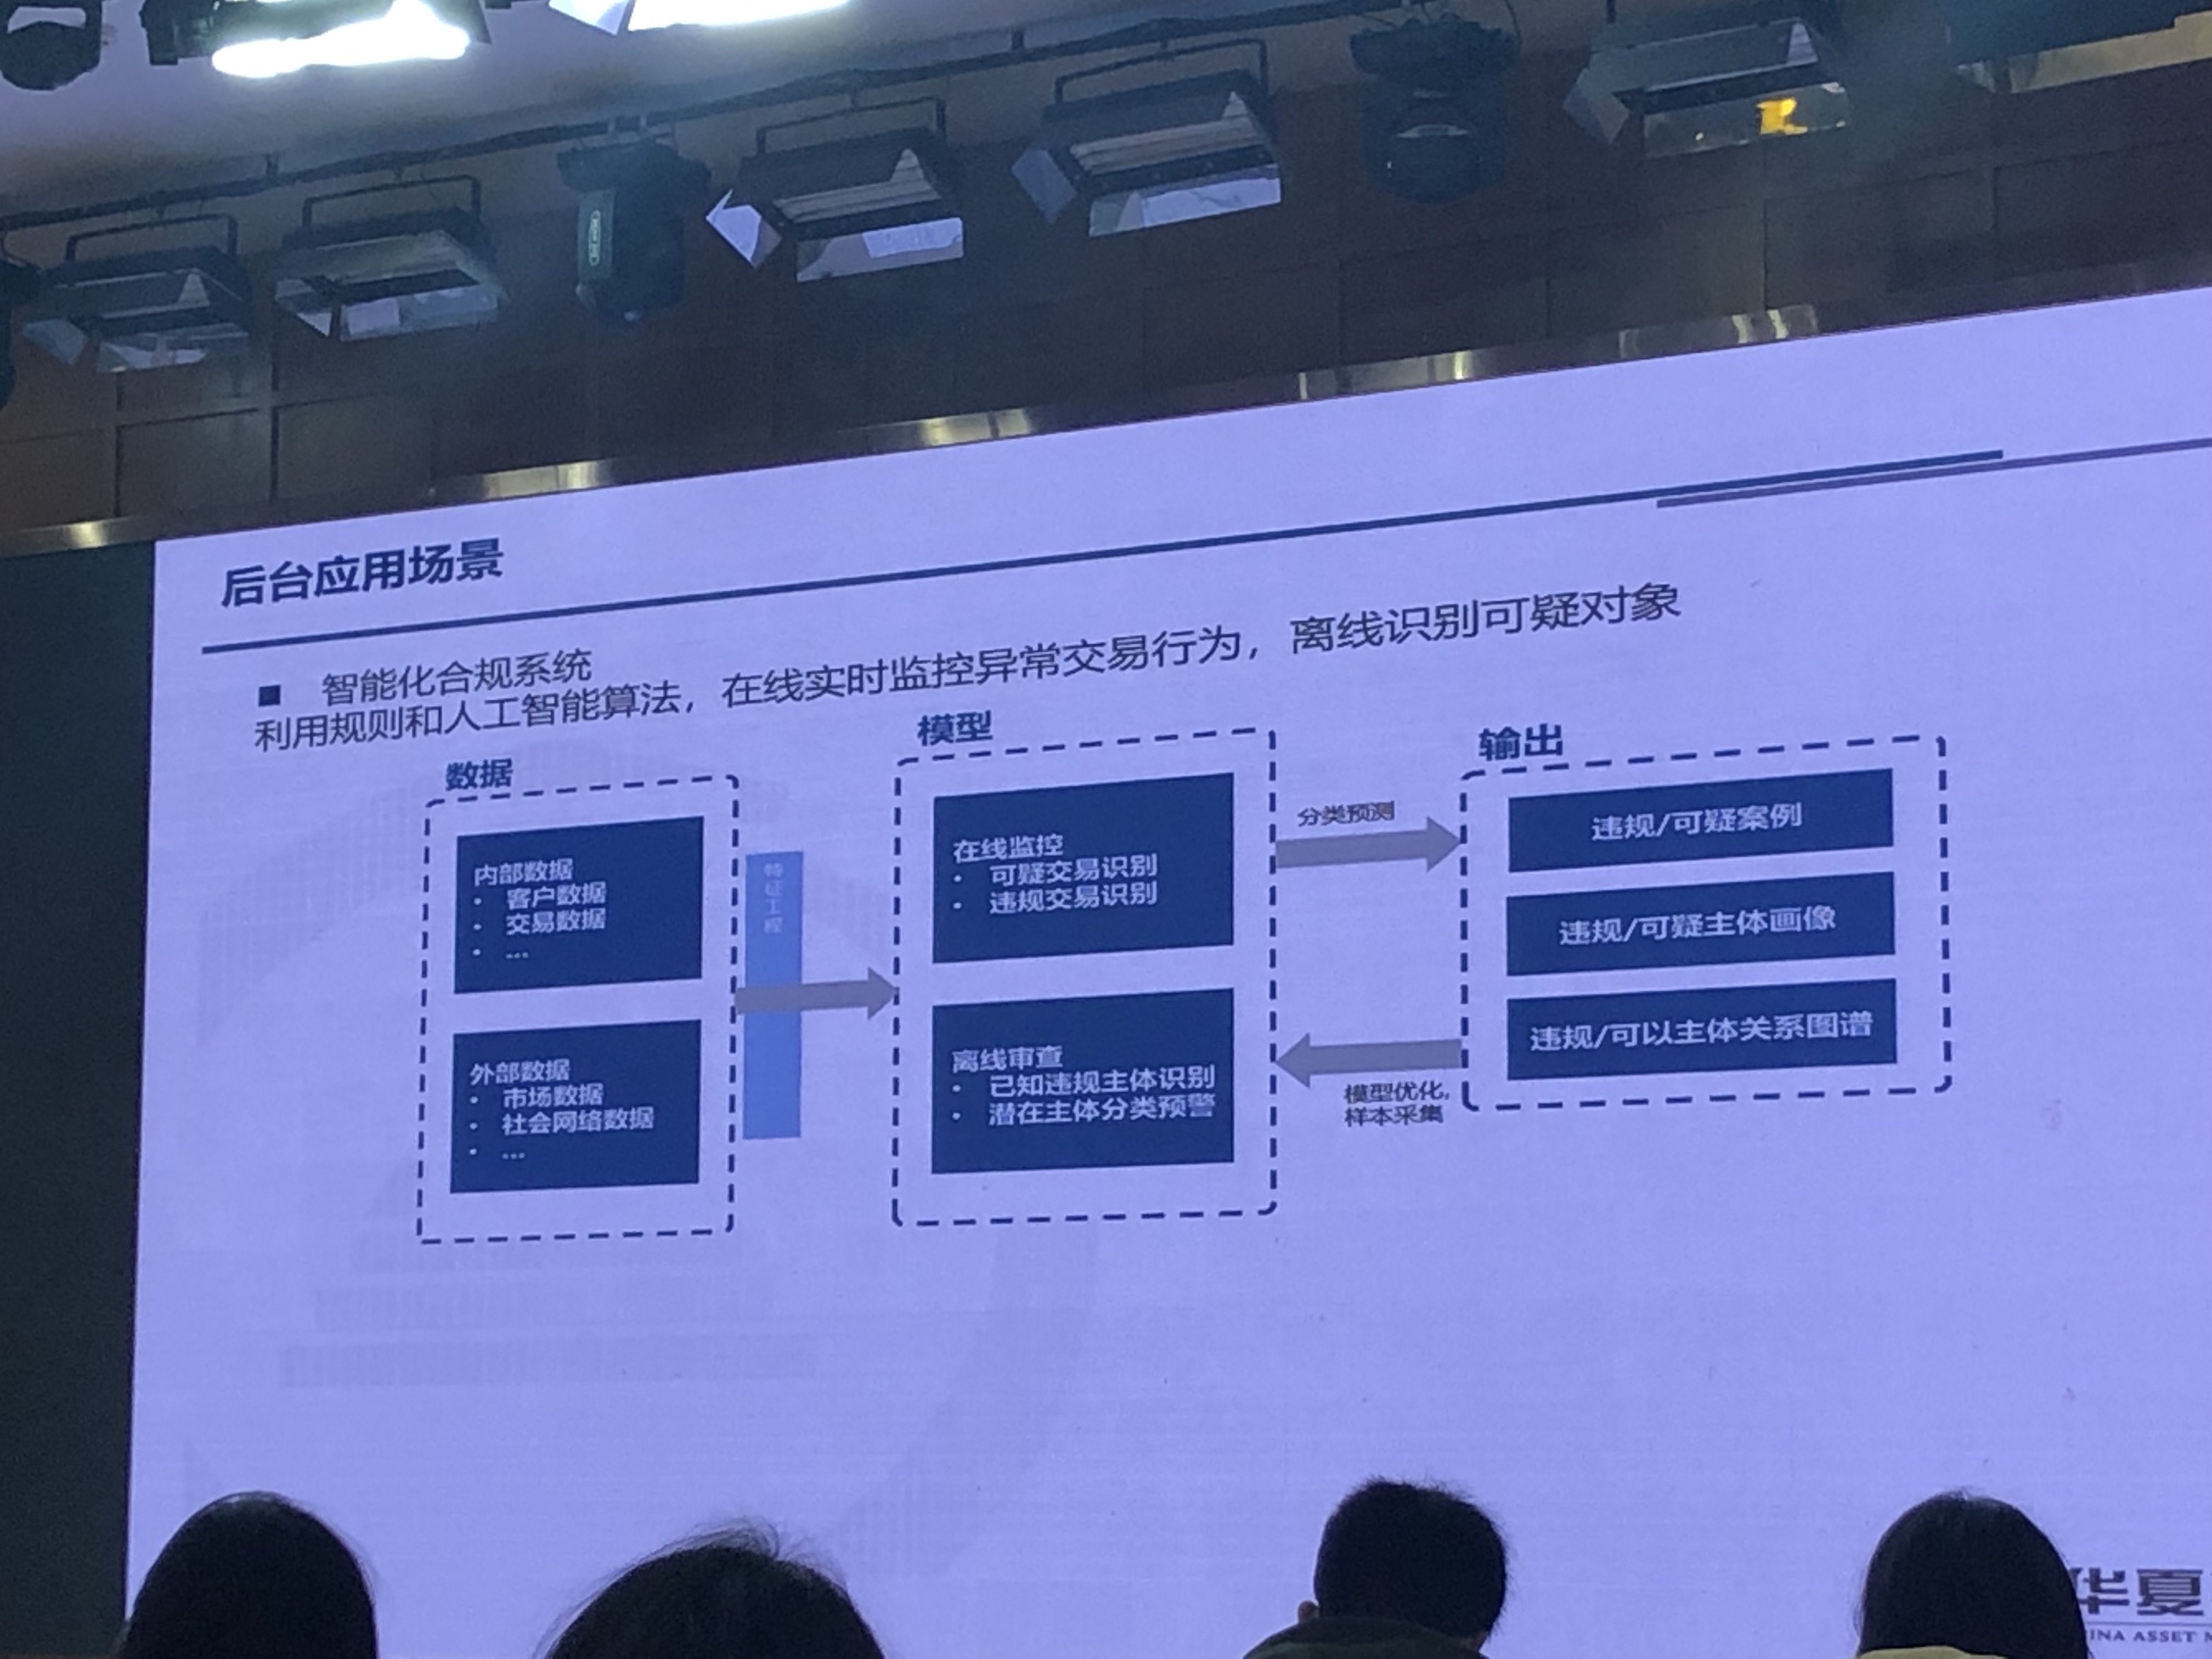 后台应用场景
■ 智能化合规系统
利用规则和人工智能算法，在线实时监控异常交易行为，离线识别可疑对象
数据
内部数据
• 客户数据
• 交易数据
• ...
外部数据
• 市场数据
• 社会网络数据
• ...
特征工程
模型
在线监控
• 可疑交易识别
• 违规交易识别
离线审查
• 已知违规主体识别
• 潜在主体分类预警
分类预测
模型优化,
样本采集
输出
违规/可疑案例
违规/可疑主体画像
违规/可以主体关系图谱
华夏
ASSET